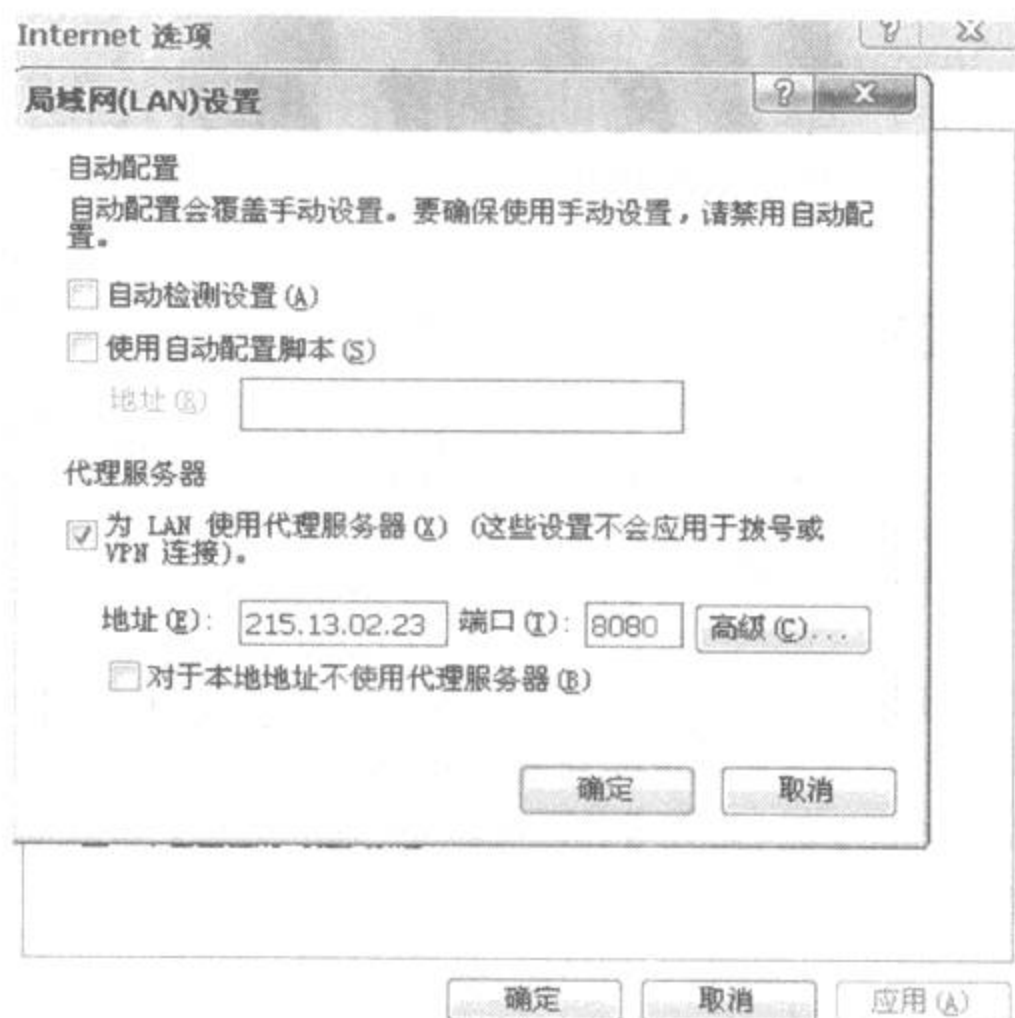 Internet 选项
局域网(LAN)设置
自动配置
自动配置会覆盖手动设置。要确保使用手动设置，请禁用自动配
置。
自动检测设置(A)
使用自动配置脚本(S)
地址(R)
代理服务器
为 LAN 使用代理服务器(X) (这些设置不会应用于拨号或
VPN 连接)。
地址(E): 215.13.02.23 端口(T): 8080 高级(C)...
对于本地地址不使用代理服务器(B)
确定 取消
确定 取消 应用(A)